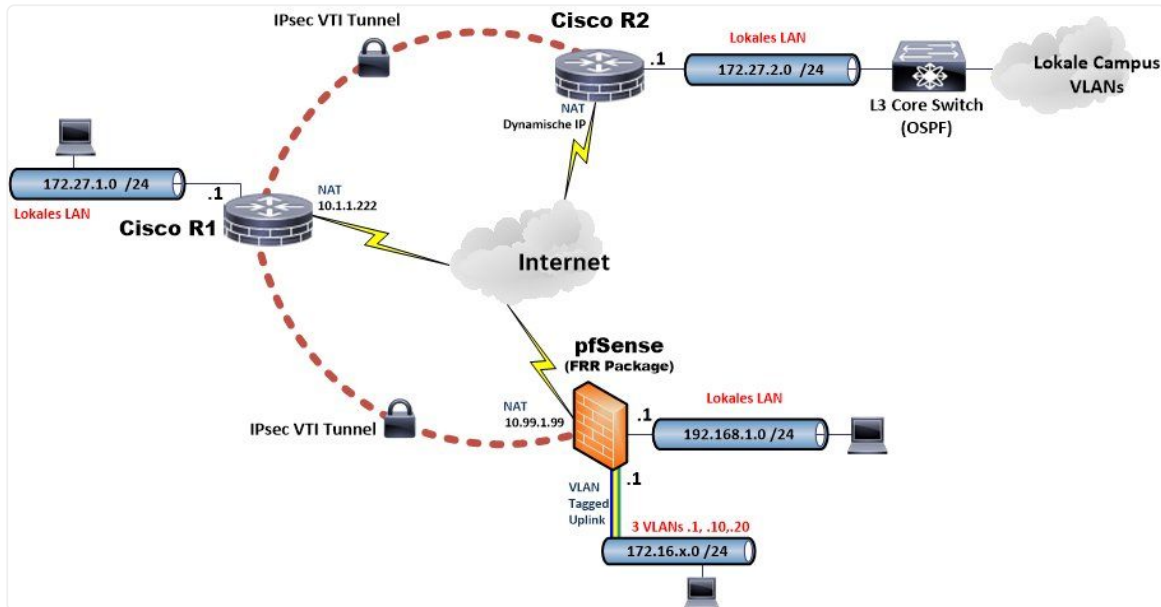 IPsec VTI Tunnel
Cisco R2
Lokales LAN
.1
172.27.2.0 /24
Lokale Campus
VLANs
L3 Core Switch
(OSPF)
NAT
Dynamische IP
172.27.1.0 /24
.1
Lokales LAN
Cisco R1
NAT
10.1.1.222
Internet
pfSense
(FRR Package)
NAT
10.99.1.99
IPsec VTI Tunnel
Lokales LAN
.1
192.168.1.0 /24
.1
VLAN
Tagged
Uplink
3 VLANs .1, .10,.20
172.16.x.0 /24